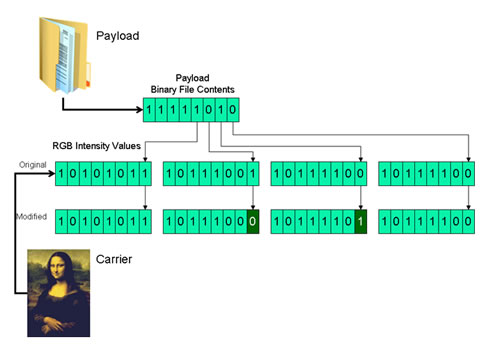 Payload
Payload
Binary File Contents
1 1 1 1 1 0 1 0
RGB Intensity Values
Original
1 0 1 0 1 0 1 1 1 0 1 1 1 0 0 1 1 0 1 1 1 1 0 0 1 0 1 1 1 1 0 0
Modified
1 0 1 0 1 0 1 1 1 0 1 1 1 0 0 0 1 0 1 1 1 1 0 1 1 0 1 1 1 1 0 0
Carrier